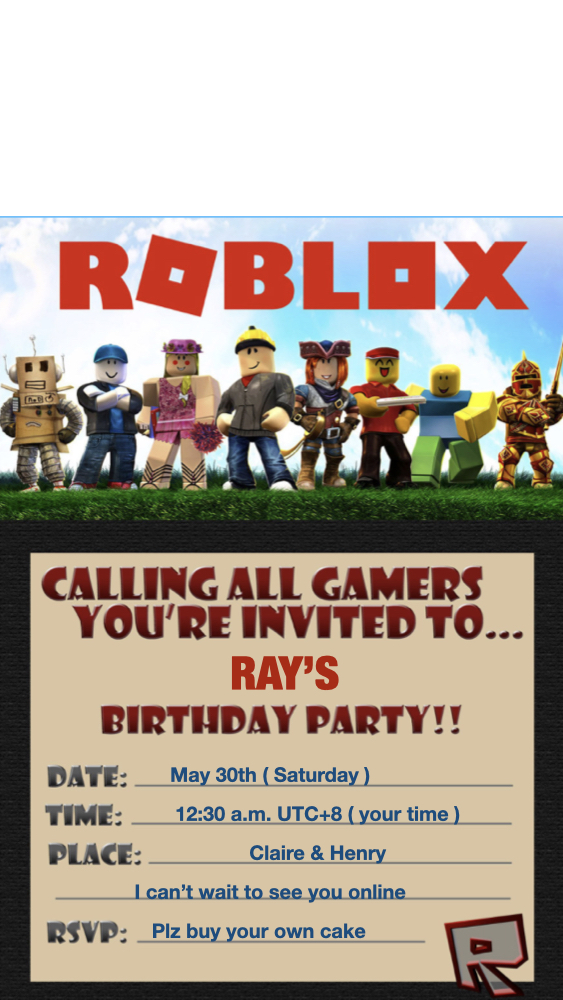 ROBLOX
CALLING ALL GAMERS
YOU'RE INVITED TO...
RAY'S
BIRTHDAY PARTY!!
DATE: May 30th ( Saturday )
TIME: 12:30 a.m. UTC+8 ( your time )
PLACE: Claire & Henry
I can't wait to see you online
RSVP: Plz buy your own cake
R